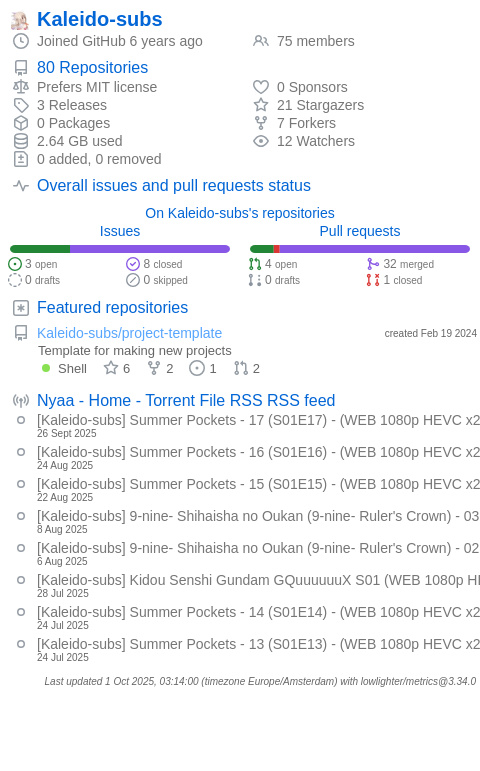 Kaleido-subs
Joined GitHub 6 years ago
75 members
80 Repositories
Prefers MIT license
0 Sponsors
3 Releases
21 Stargazers
0 Packages
7 Forkers
2.64 GB used
12 Watchers
0 added, 0 removed
Overall issues and pull requests status
On Kaleido-subs's repositories
Issues
Pull requests
3 open
8 closed
4 open
32 merged
0 drafts
0 skipped
0 drafts
1 closed
Featured repositories
Kaleido-subs/project-template
created Feb 19 2024
Template for making new projects
Shell
6
2
1
2
Nyaa - Home - Torrent File RSS RSS feed
[Kaleido-subs] Summer Pockets - 17 (S01E17) - (WEB 1080p HEVC x2
26 Sept 2025
[Kaleido-subs] Summer Pockets - 16 (S01E16) - (WEB 1080p HEVC x2
24 Aug 2025
[Kaleido-subs] Summer Pockets - 15 (S01E15) - (WEB 1080p HEVC x2
22 Aug 2025
[Kaleido-subs] 9-nine- Shihaisha no Oukan (9-nine- Ruler's Crown) - 03
8 Aug 2025
[Kaleido-subs] 9-nine- Shihaisha no Oukan (9-nine- Ruler's Crown) - 02
6 Aug 2025
[Kaleido-subs] Kidou Senshi Gundam GQuuuuuuX S01 (WEB 1080p HE
28 Jul 2025
[Kaleido-subs] Summer Pockets - 14 (S01E14) - (WEB 1080p HEVC x2
24 Jul 2025
[Kaleido-subs] Summer Pockets - 13 (S01E13) - (WEB 1080p HEVC x2
24 Jul 2025
Last updated 1 Oct 2025, 03:14:00 (timezone Europe/Amsterdam) with lowlighter/metrics@3.34.0